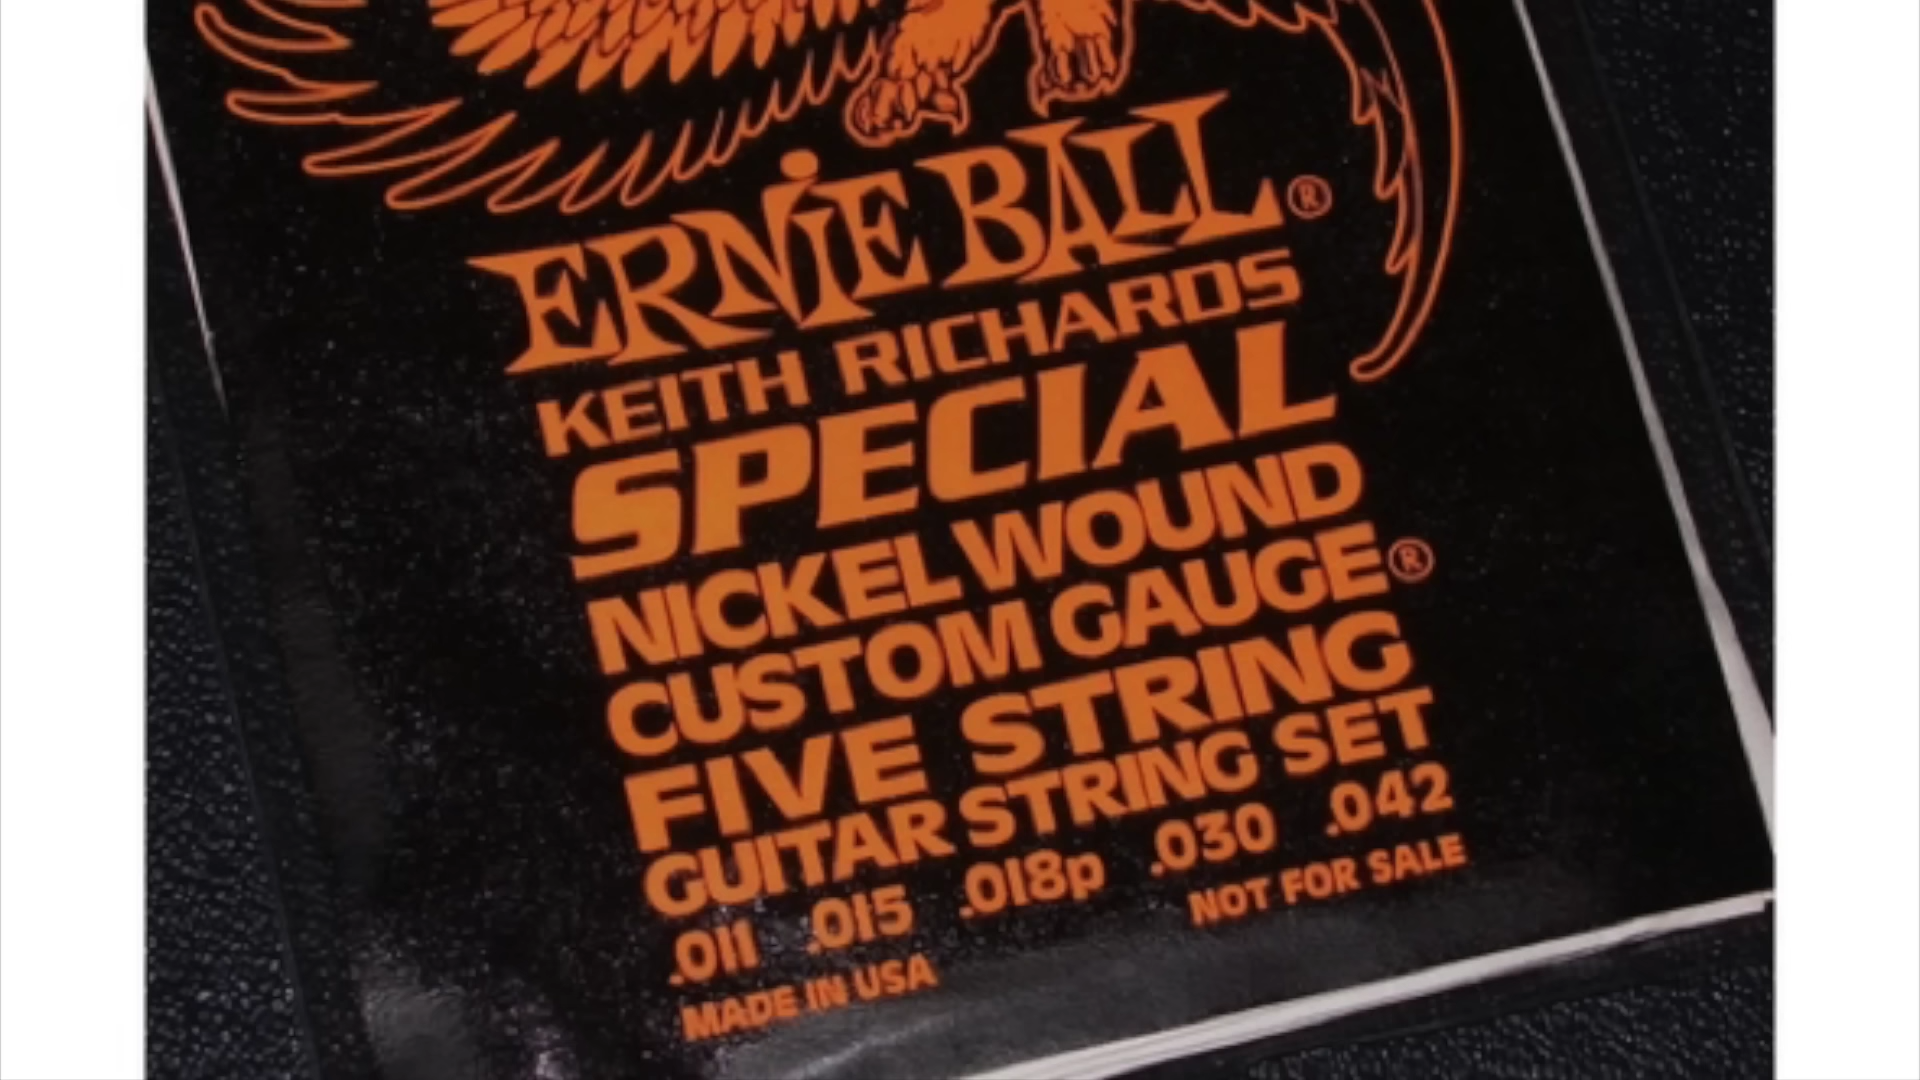 ERNIE BALL®
KEITH RICHARDS
SPECIAL
NICKEL WOUND
CUSTOM GAUGE®
FIVE STRING
GUITAR STRING SET
.011 .015 .018p .030 .042
MADE IN USA NOT FOR SALE